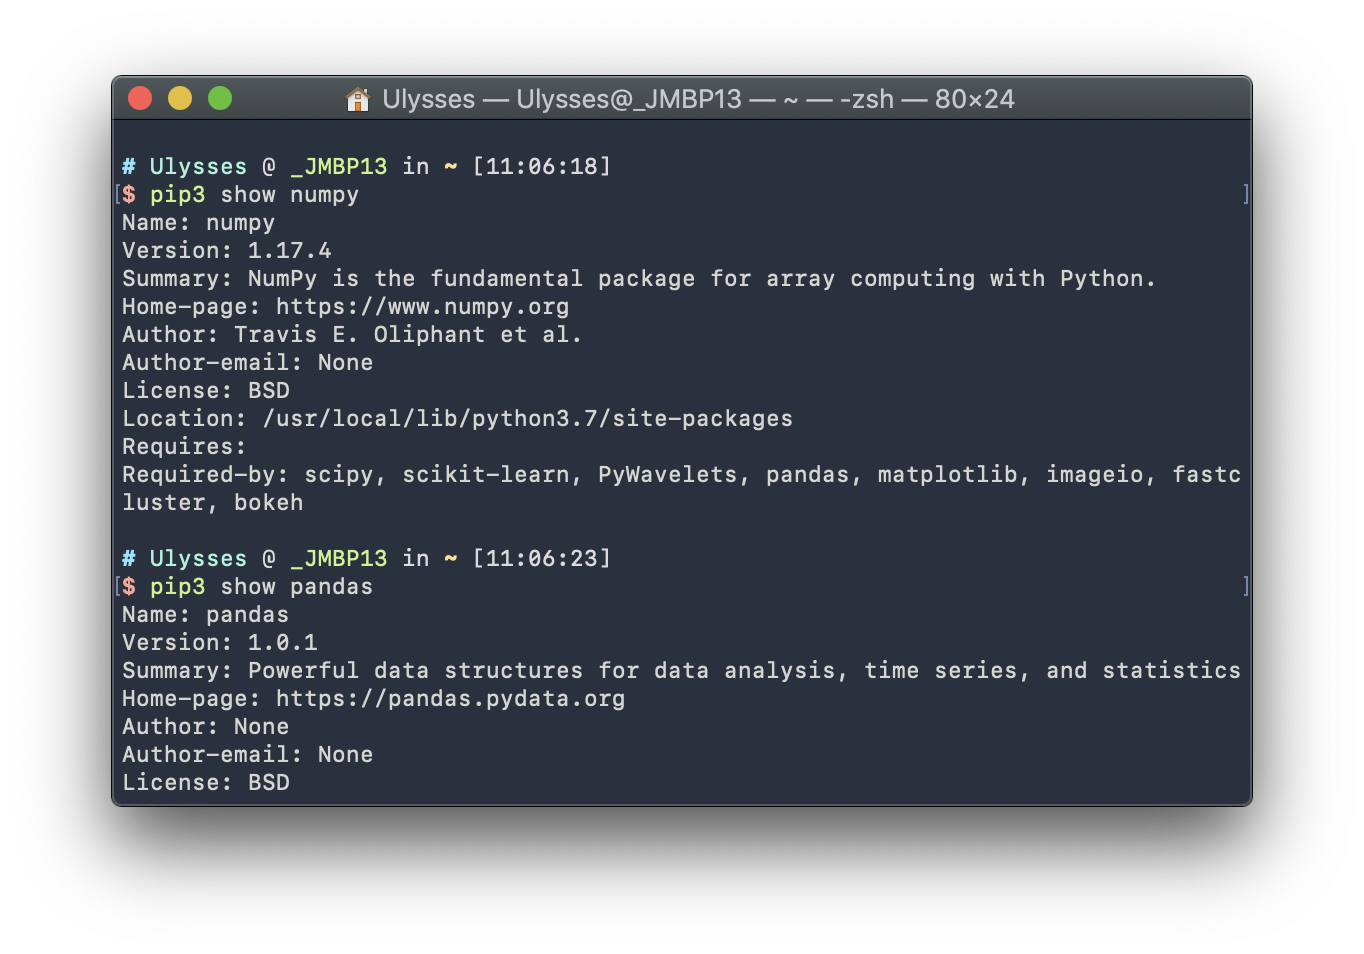 Ulysses — Ulysses@_JMBP13 — ~ — -zsh — 80×24
# Ulysses @ _JMBP13 in ~ [11:06:18]
[$ pip3 show numpy ]
Name: numpy
Version: 1.17.4
Summary: NumPy is the fundamental package for array computing with Python.
Home-page: https://www.numpy.org
Author: Travis E. Oliphant et al.
Author-email: None
License: BSD
Location: /usr/local/lib/python3.7/site-packages
Requires:
Required-by: scipy, scikit-learn, PyWavelets, pandas, matplotlib, imageio, fastc
luster, bokeh
# Ulysses @ _JMBP13 in ~ [11:06:23]
[$ pip3 show pandas ]
Name: pandas
Version: 1.0.1
Summary: Powerful data structures for data analysis, time series, and statistics
Home-page: https://pandas.pydata.org
Author: None
Author-email: None
License: BSD